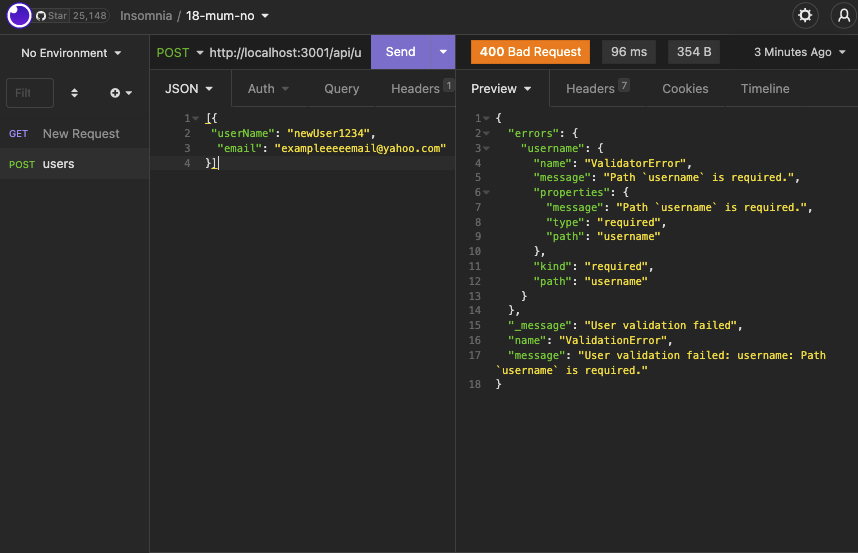 Star 25,148 Insomnia / 18-mum-no
No Environment
POST http://localhost:3001/api/u Send
400 Bad Request 96 ms 354 B 3 Minutes Ago
Filt
JSON Auth Query Headers 1
Preview Headers 7 Cookies Timeline
GET New Request
POST users
1 [{
2 "userName": "newUser1234",
3 "email": "exampleeeeemail@yahoo.com"
4 }]
1 {
2 "errors": {
3 "username": {
4 "name": "ValidatorError",
5 "message": "Path `username` is required.",
6 "properties": {
7 "message": "Path `username` is required.",
8 "type": "required",
9 "path": "username"
10 },
11 "kind": "required",
12 "path": "username"
13 }
14 },
15 "_message": "User validation failed",
16 "name": "ValidationError",
17 "message": "User validation failed: username: Path
`username` is required."
18 }